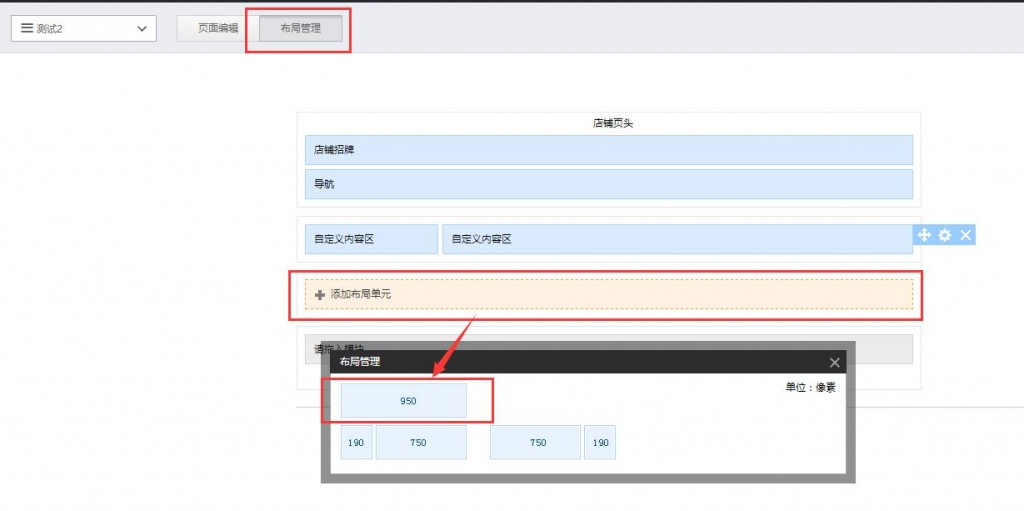 测试2
页面编辑
布局管理
店铺页头
店铺招牌
导航
自定义内容区
自定义内容区
添加布局单元
请拖入模块
布局管理
单位：像素
950
190
750
750
190